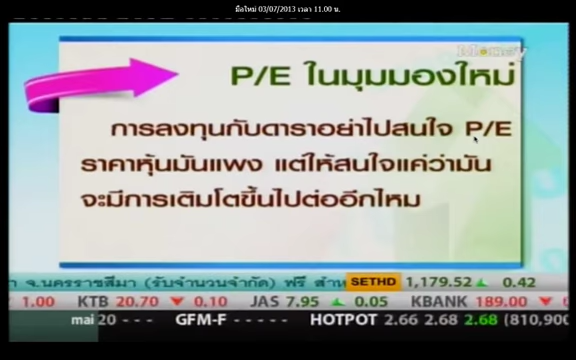 มือใหม่ 03/07/2013 เวลา 11.00 น.
Money
P/E ในมุมมองใหม่
การลงทุนกับดาราอย่าไปสนใจ P/E
ราคาหุ้นมันแพง แต่ให้สนใจแค่ว่ามัน
จะมีการเติมโตขึ้นไปต่ออีกไหม
จ.นครราชสีมา (รับจำนวนจำกัด) ฟรี SETHD 1,179.52 ▲ 0.42
1.00 KTB 20.70 ▼ 0.10 JAS 7.95 ▲ 0.05 KBANK 189.00 ▼
mai 20 - - - GFM-F - - - - - HOTPOT 2.66 2.68 2.68 (810,900